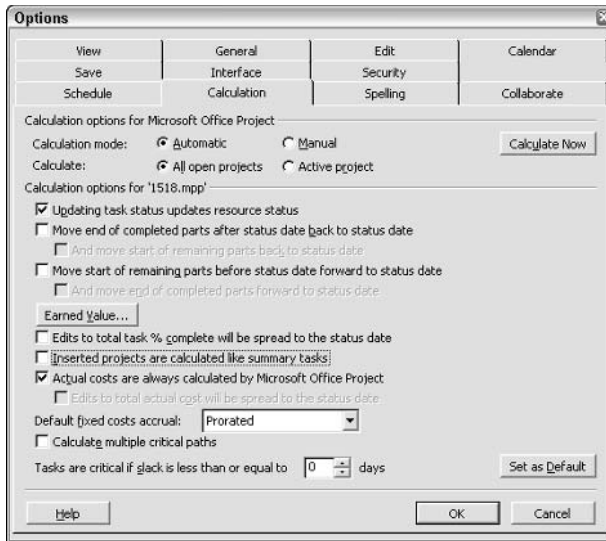 Options
View General Edit Calendar
Save Interface Security
Schedule Calculation Spelling Collaborate
Calculation options for Microsoft Office Project
Calculation mode: Automatic Manual Calculate Now
Calculate: All open projects Active project
Calculation options for '1518.mpp'
Updating task status updates resource status
Move end of completed parts after status date back to status date
And move start of remaining parts back to status date
Move start of remaining parts before status date forward to status date
And move end of completed parts forward to status date
Earned Value...
Edits to total task % complete will be spread to the status date
Inserted projects are calculated like summary tasks
Actual costs are always calculated by Microsoft Office Project
Edits to total actual cost will be spread to the status date
Default fixed costs accrual: Prorated
Calculate multiple critical paths
Tasks are critical if slack is less than or equal to 0 days Set as Default
Help OK Cancel